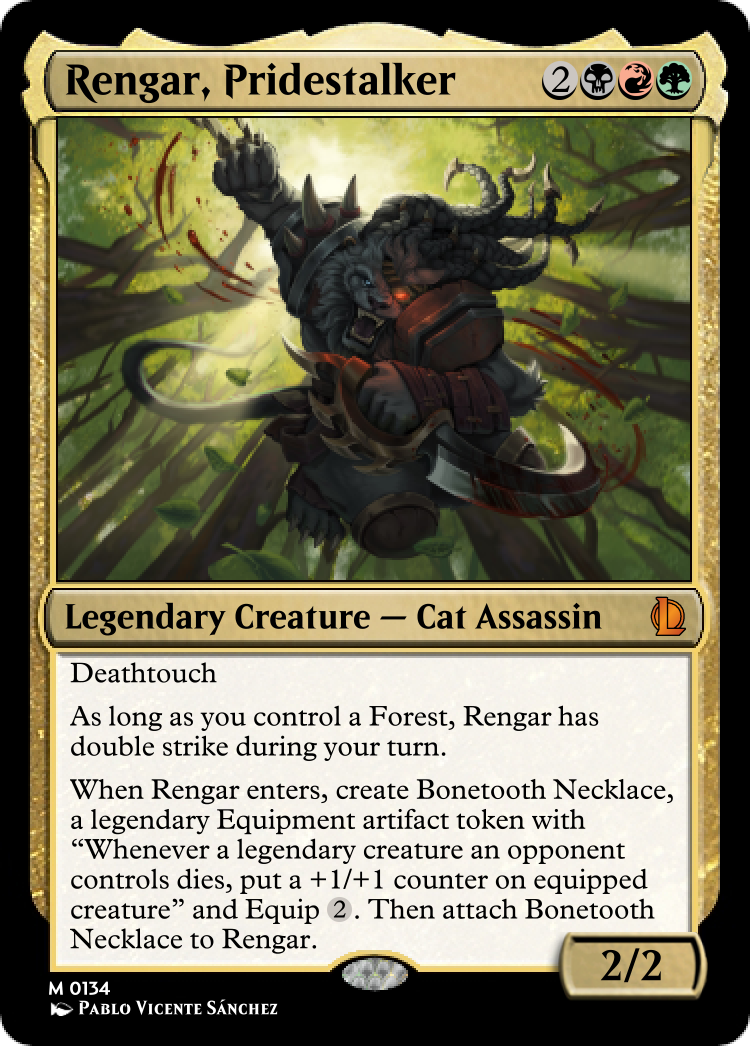 Rengar, Pridestalker 2
Legendary Creature — Cat Assassin
Deathtouch
As long as you control a Forest, Rengar has
double strike during your turn.
When Rengar enters, create Bonetooth Necklace,
a legendary Equipment artifact token with
“Whenever a legendary creature an opponent
controls dies, put a +1/+1 counter on equipped
creature” and Equip 2. Then attach Bonetooth
Necklace to Rengar.
2/2
M 0134
Pablo Vicente Sánchez